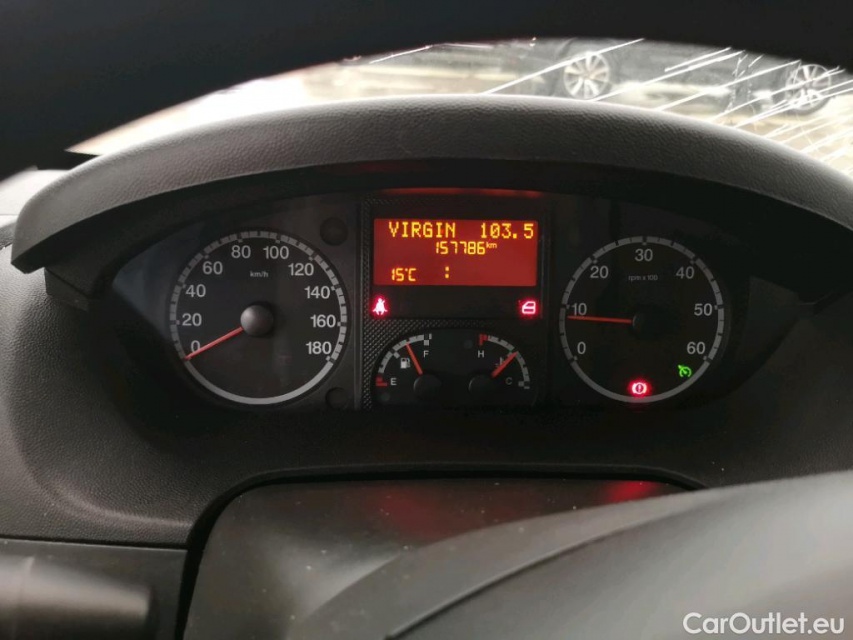 VIRGIN 103.5
157786km
15°C :
80 100
60 km/h 120
40 140
20 160
0 180
30
20 rpm x 100 40
10 50
0 60
F H
E C
CarOutlet.eu